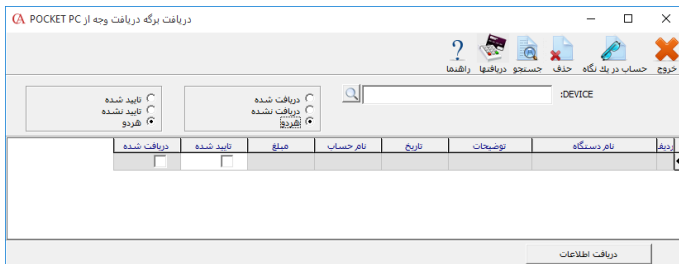 دریافت برگه دریافت وجه از POCKET PC
خروج
حساب در یك نگاه
حذف
جستجو
دریافتها
راهنما
DEVICE:
دریافت شده
دریافت نشده
هردو
تایید شده
تایید نشده
هردو
ردیف
نام دستگاه
توضیحات
تاریخ
نام حساب
مبلغ
تایید شده
دریافت شده
دریافت اطلاعات